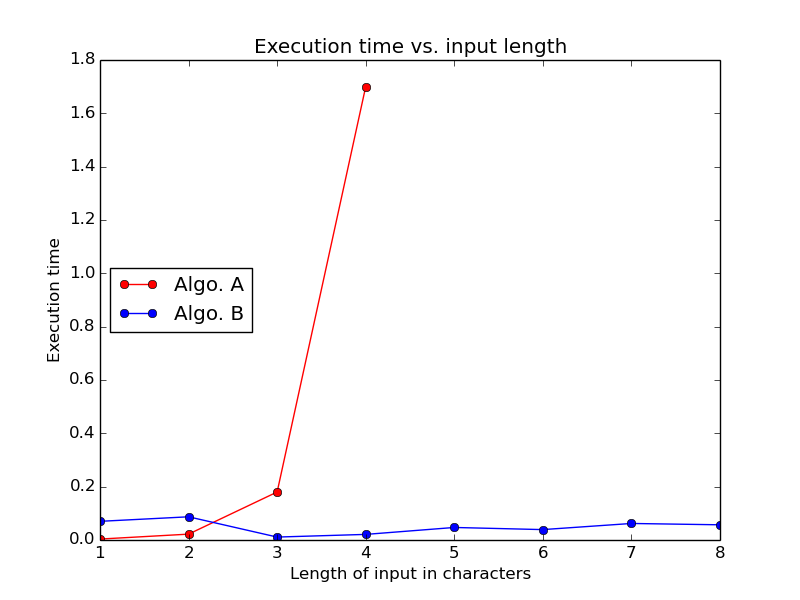 Execution time vs. input length
1.8
1.6
1.4
1.2
1.0
0.8
0.6
0.4
0.2
0.0
Execution time
Algo. A
Algo. B
1 2 3 4 5 6 7 8
Length of input in characters